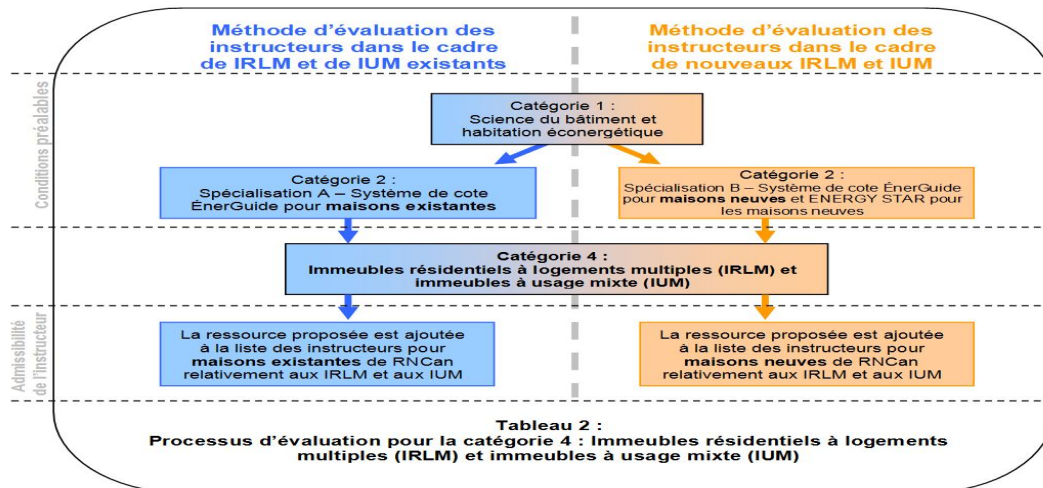 Méthode d'évaluation des
instructeurs dans le cadre
de IRLM et de IUM existants
Méthode d'évaluation des
instructeurs dans le cadre
de nouveaux IRLM et IUM
Conditions préalables
Catégorie 1 :
Science du bâtiment et
habitation éconergétique
Catégorie 2 :
Spécialisation A – Système de cote
ÉnerGuide pour maisons existantes
Catégorie 2 :
Spécialisation B – Système de cote ÉnerGuide
pour maisons neuves et ENERGY STAR pour
les maisons neuves
Catégorie 4 :
Immeubles résidentiels à logements multiples (IRLM) et
immeubles à usage mixte (IUM)
Admissibilité
de l'instructeur
La ressource proposée est ajoutée
à la liste des instructeurs pour
maisons existantes de RNCan
relativement aux IRLM et aux IUM
La ressource proposée est ajoutée
à la liste des instructeurs pour
maisons neuves de RNCan
relativement aux IRLM et aux IUM
Tableau 2 :
Processus d'évaluation pour la catégorie 4 : Immeubles résidentiels à logements
multiples (IRLM) et immeubles à usage mixte (IUM)